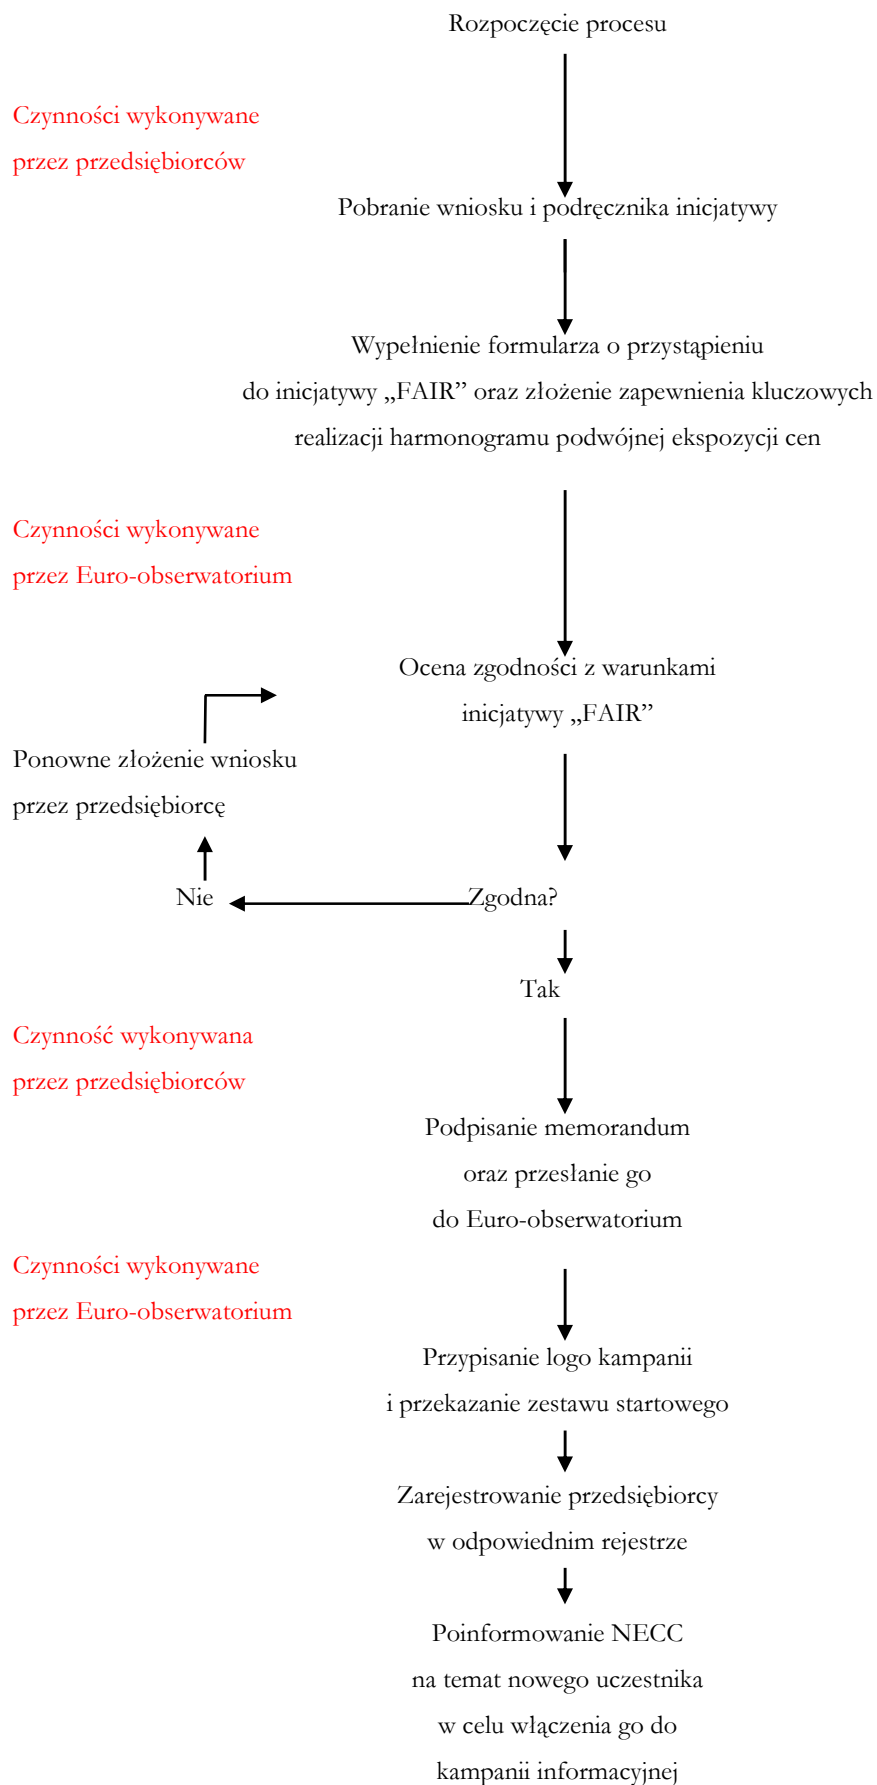 Rozpoczęcie procesu
Czynności wykonywane
przez przedsiębiorców
Pobranie wniosku i podręcznika inicjatywy
Wypełnienie formularza o przystąpieniu
do inicjatywy „FAIR” oraz złożenie zapewnienia kluczowych
realizacji harmonogramu podwójnej ekspozycji cen
Czynności wykonywane
przez Euro-obserwatorium
Ocena zgodności z warunkami
inicjatywy „FAIR”
Ponowne złożenie wniosku
przez przedsiębiorcę
Nie
Zgodna?
Tak
Czynność wykonywana
przez przedsiębiorców
Podpisanie memorandum
oraz przesłanie go
do Euro-obserwatorium
Czynności wykonywane
przez Euro-obserwatorium
Przypisanie logo kampanii
i przekazanie zestawu startowego
Zarejestrowanie przedsiębiorcy
w odpowiednim rejestrze
Poinformowanie NECC
na temat nowego uczestnika
w celu włączenia go do
kampanii informacyjnej